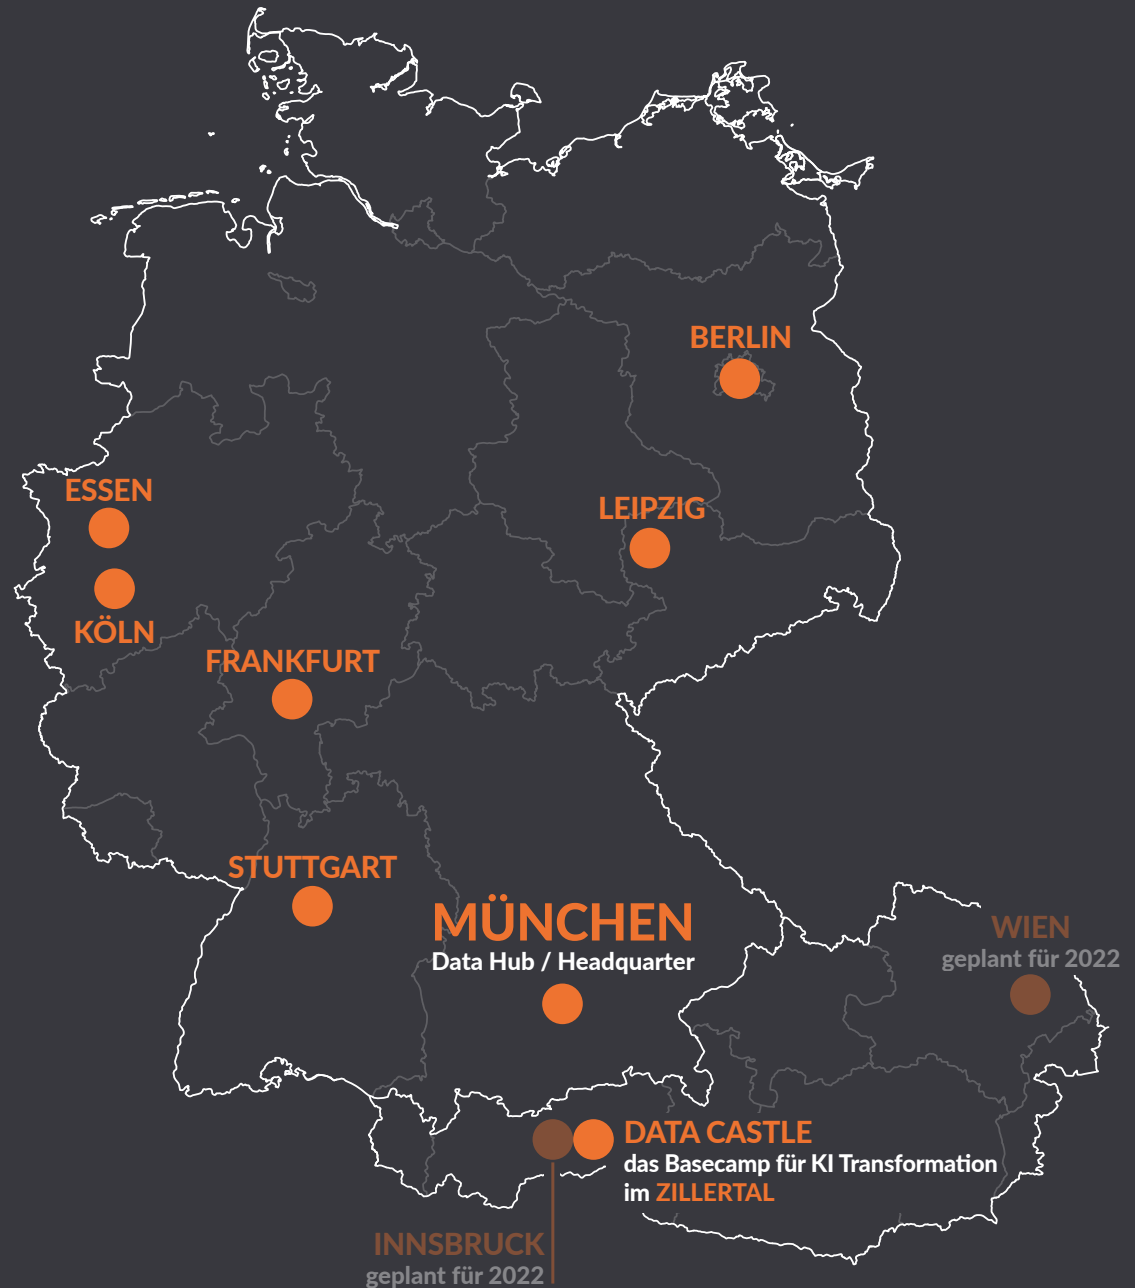 BERLIN
ESSEN
LEIPZIG
KÖLN
FRANKFURT
STUTTGART
MÜNCHEN
Data Hub / Headquarter
WIEN
geplant für 2022
DATA CASTLE
das Basecamp für KI Transformation
im ZILLERTAL
INNSBRUCK
geplant für 2022